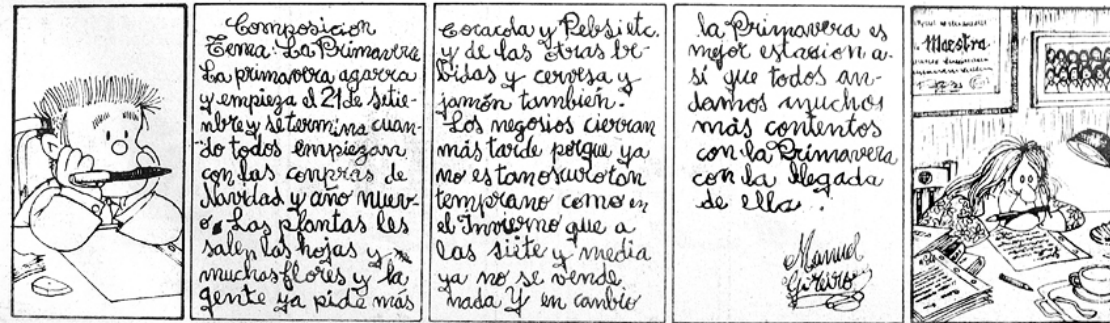 Composicion
Tema: La Primavera
La primavera agarra
y empieza el 21 de setie-
mbre y se termina cuan-
do todos empiezan
con las compras de
Navidad y año nuev-
o. Las plantas les
salen las hojas y
muchas flores y la
gente ya pide más
Cocacola y Pebsi etc.
y de las otras be-
bidas y cervesa y
jamón también.
Los negosios cierran
más tarde porque ya
no es tan oscuro tan
temprano como en
el Invierno que a
las siete y media
ya no se vende
nada Y en cambio
la Primavera es
mejor estasion a-
sí que todos an-
damos muchos
más contentos
con la Primavera
con la llegada
de ella.
Manuel
Goreiro
Maestra